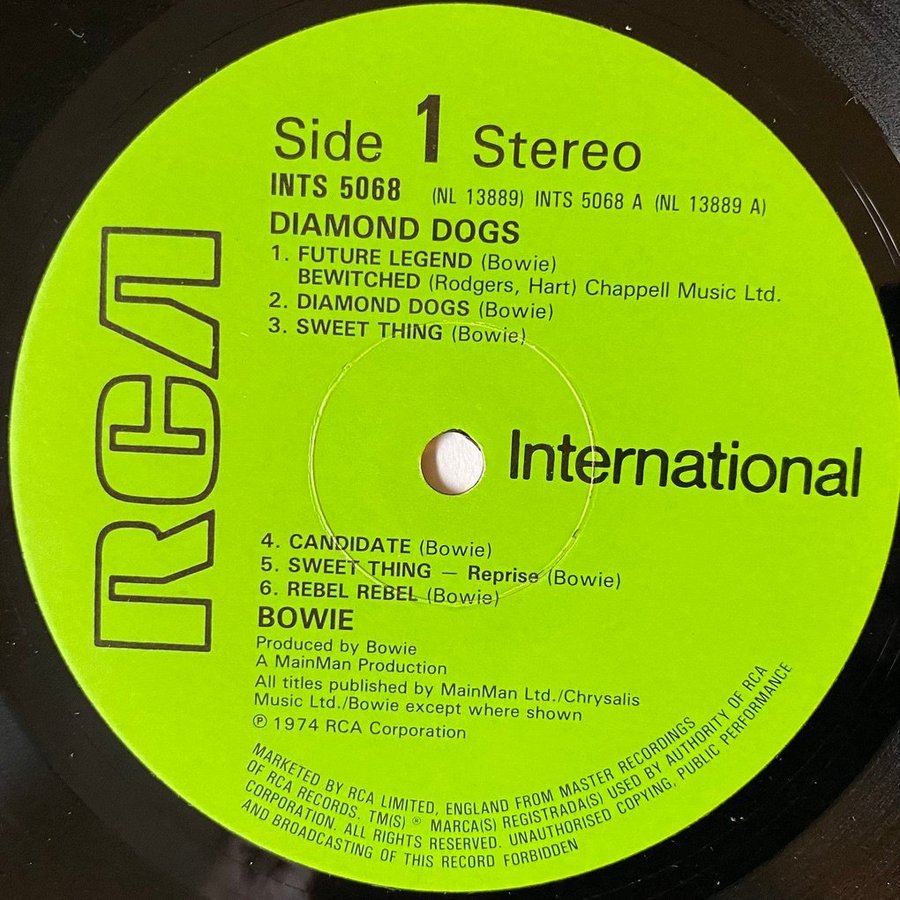 Side 1 Stereo
INTS 5068 (NL 13889) INTS 5068 A (NL 13889 A)
DIAMOND DOGS
1. FUTURE LEGEND (Bowie)
BEWITCHED (Rodgers, Hart) Chappell Music Ltd.
2. DIAMOND DOGS (Bowie)
3. SWEET THING (Bowie)
RCA
International
4. CANDIDATE (Bowie)
5. SWEET THING – Reprise (Bowie)
6. REBEL REBEL (Bowie)
BOWIE
Produced by Bowie
A MainMan Production
All titles published by MainMan Ltd./Chrysalis
Music Ltd./Bowie except where shown
℗ 1974 RCA Corporation
MARKETED BY RCA LIMITED, ENGLAND FROM MASTER RECORDINGS
OF RCA RECORDS. TM(S) ® MARCA(S) REGISTRADA(S) USED BY AUTHORITY OF RCA
CORPORATION. ALL RIGHTS RESERVED. UNAUTHORISED COPYING, PUBLIC PERFORMANCE
AND BROADCASTING OF THIS RECORD FORBIDDEN